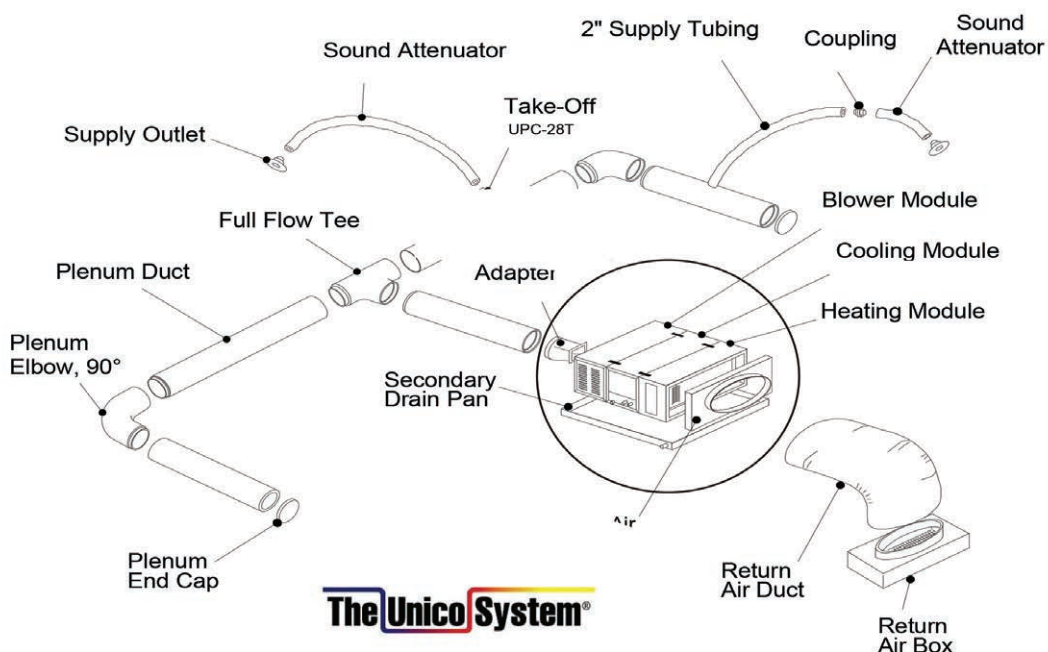 2" Supply Tubing
Coupling
Sound
Attenuator
Sound Attenuator
Take-Off
UPC-28T
Supply Outlet
Blower Module
Full Flow Tee
Cooling Module
Plenum Duct
Adapter
Heating Module
Plenum
Elbow, 90°
Secondary
Drain Pan
Air
Plenum
End Cap
Return
Air Duct
The Unico System®
Return
Air Box